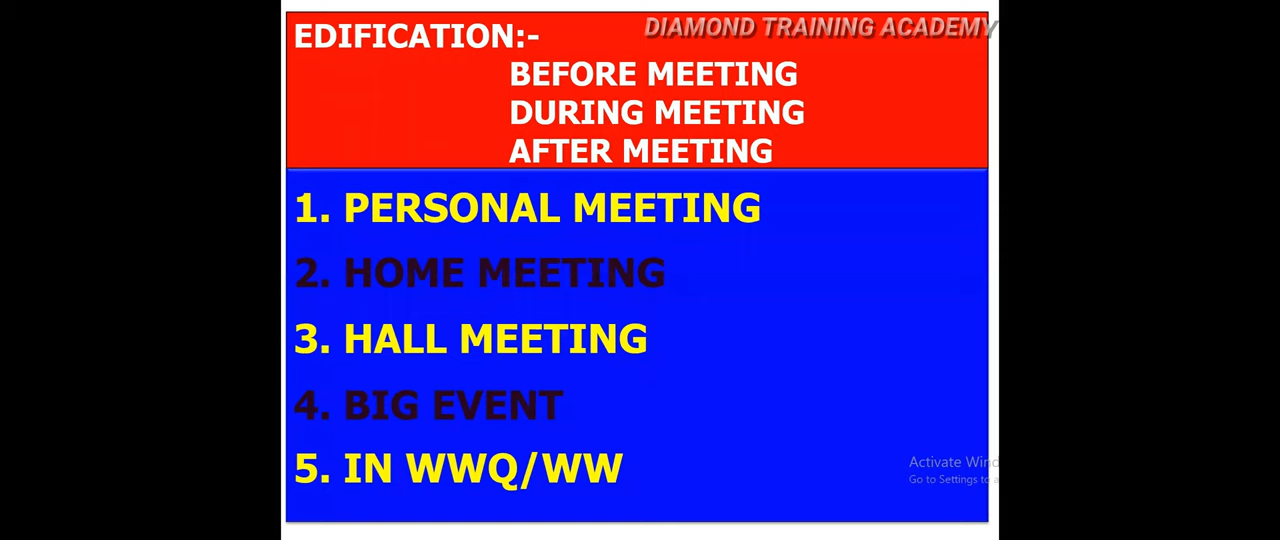 DIAMOND TRAINING ACADEMY
EDIFICATION:-
BEFORE MEETING
DURING MEETING
AFTER MEETING
1. PERSONAL MEETING
2. HOME MEETING
3. HALL MEETING
4. BIG EVENT
5. IN WWQ/WW
Activate Wind
Go to Settings to a